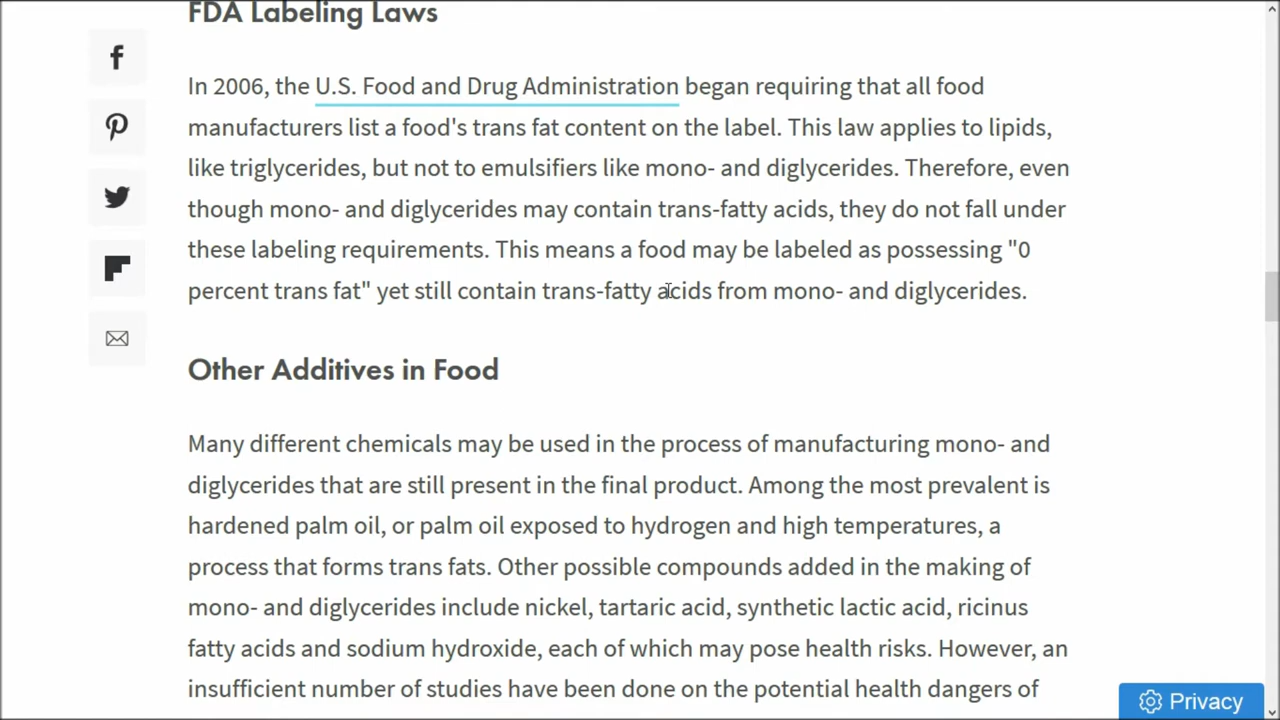 FDA Labeling Laws
In 2006, the U.S. Food and Drug Administration began requiring that all food
manufacturers list a food's trans fat content on the label. This law applies to lipids,
like triglycerides, but not to emulsifiers like mono- and diglycerides. Therefore, even
though mono- and diglycerides may contain trans-fatty acids, they do not fall under
these labeling requirements. This means a food may be labeled as possessing "0
percent trans fat" yet still contain trans-fatty acids from mono- and diglycerides.
Other Additives in Food
Many different chemicals may be used in the process of manufacturing mono- and
diglycerides that are still present in the final product. Among the most prevalent is
hardened palm oil, or palm oil exposed to hydrogen and high temperatures, a
process that forms trans fats. Other possible compounds added in the making of
mono- and diglycerides include nickel, tartaric acid, synthetic lactic acid, ricinus
fatty acids and sodium hydroxide, each of which may pose health risks. However, an
insufficient number of studies have been done on the potential health dangers of
Privacy